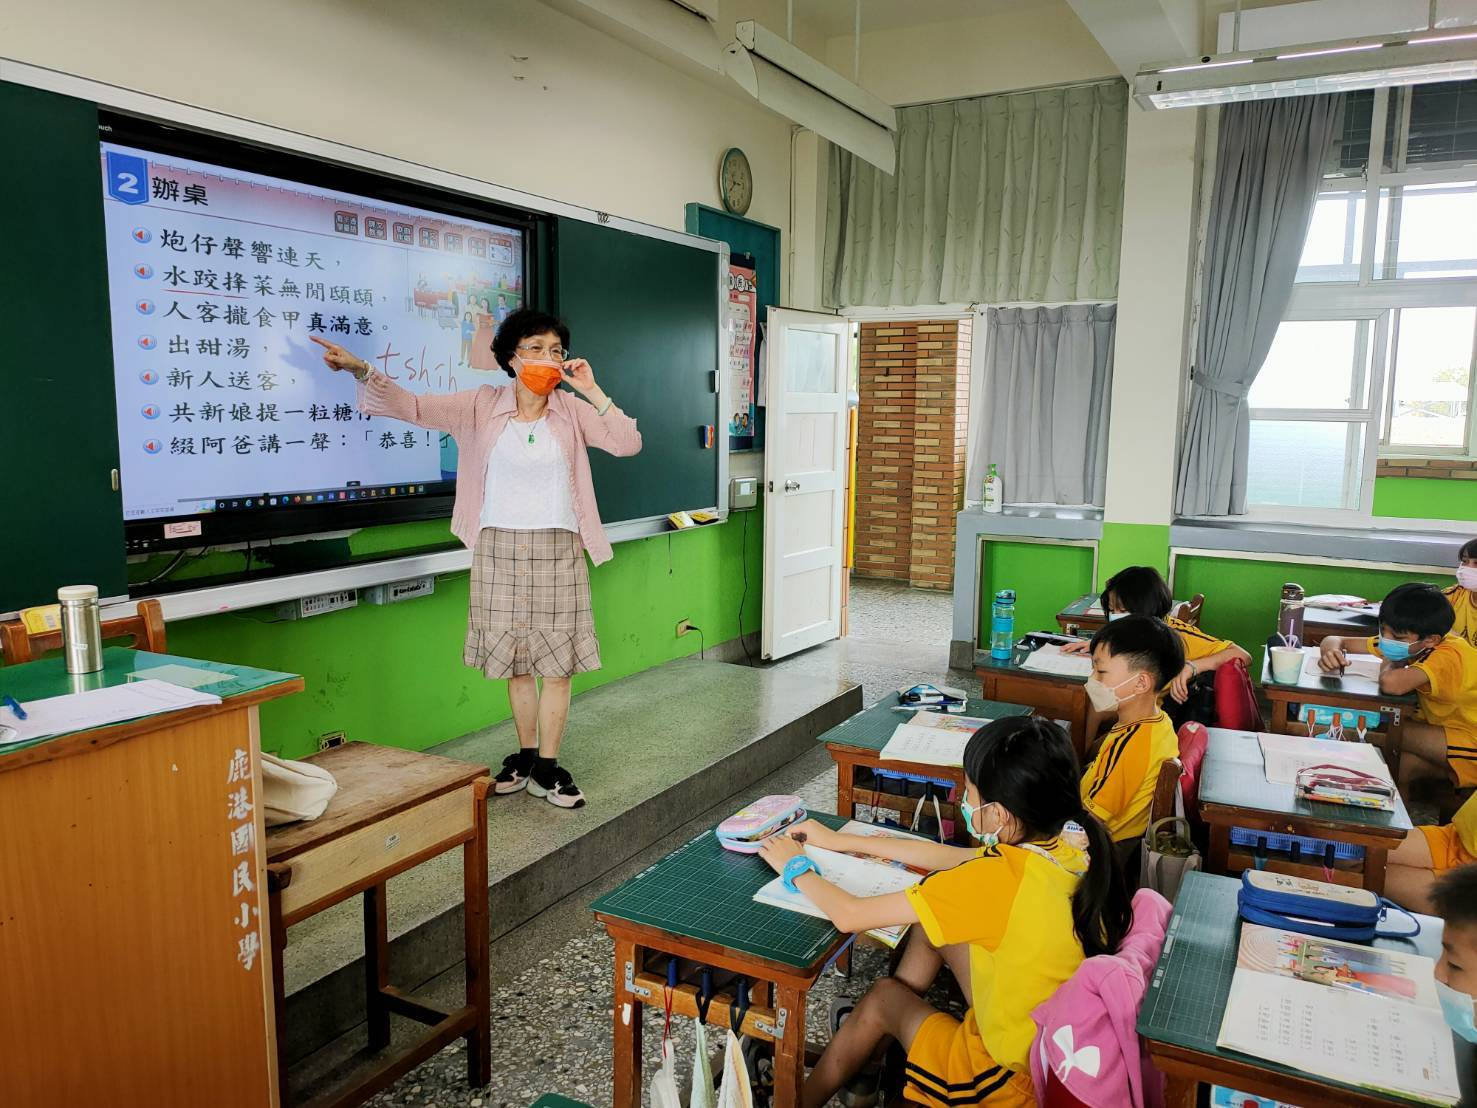 2 辦桌
炮仔聲響連天，
水跤捀菜無閒頤頤，
人客攏食甲真滿意。
出甜湯，
新人送客，
共新娘提一粒糖仔
綴阿爸講一聲：「恭喜！」
tshih
鹿港國民小學